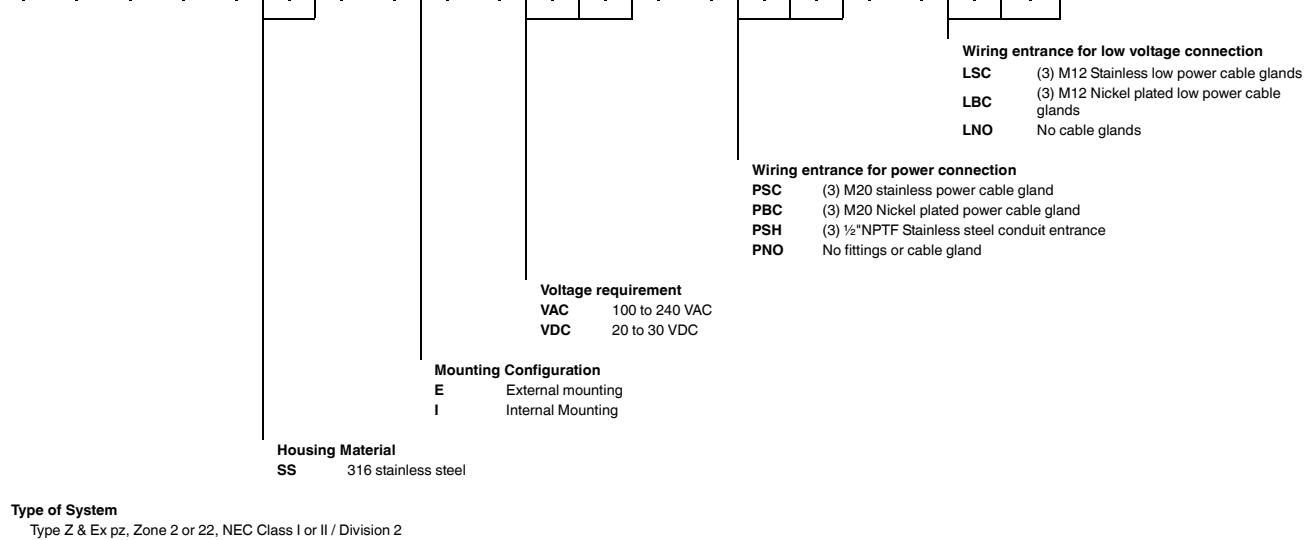 Wiring entrance for low voltage connection
LSC (3) M12 Stainless low power cable glands
LBC (3) M12 Nickel plated low power cable
glands
LNO No cable glands
Wiring entrance for power connection
PSC (3) M20 stainless power cable gland
PBC (3) M20 Nickel plated power cable gland
PSH (3) ½"NPTF Stainless steel conduit entrance
PNO No fittings or cable gland
Voltage requirement
VAC 100 to 240 VAC
VDC 20 to 30 VDC
Mounting Configuration
E External mounting
I Internal Mounting
Housing Material
SS 316 stainless steel
Type of System
Type Z & Ex pz, Zone 2 or 22, NEC Class I or II / Division 2